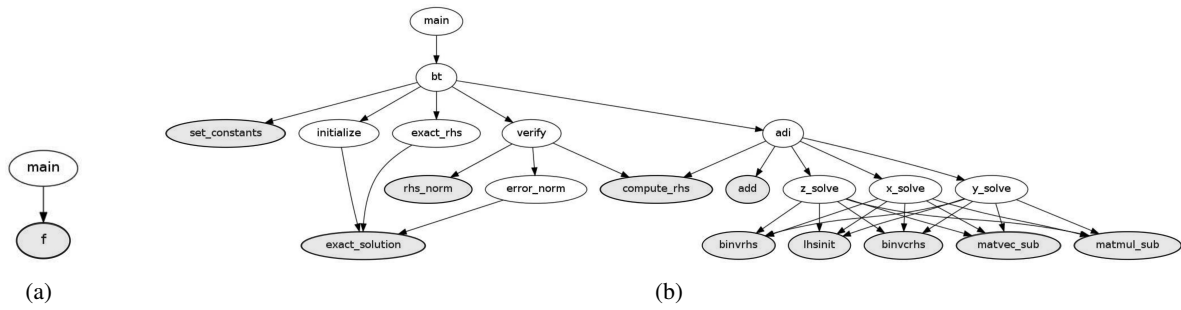 main
bt
set_constants initialize exact_rhs verify adi
main
rhs_norm error_norm compute_rhs add z_solve x_solve y_solve
f
exact_solution binvrhs lhsinit binvcrhs matvec_sub matmul_sub
(a) (b)